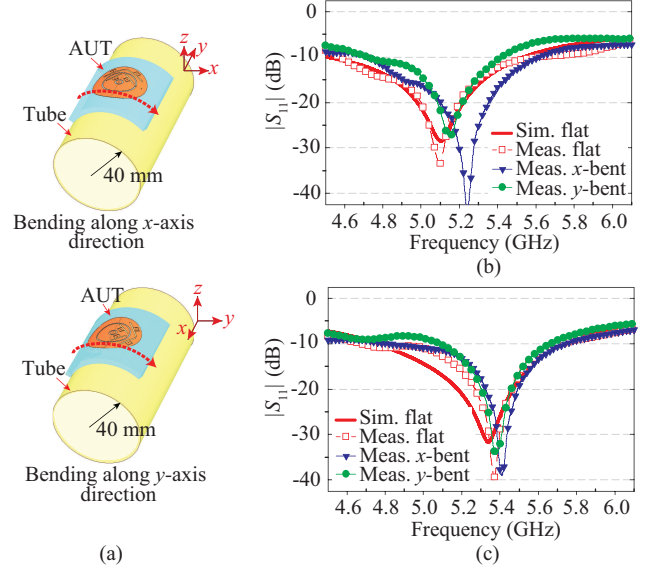 AUT
z
y
x
Tube
40 mm
Bending along x-axis
direction
AUT
z
x
y
Tube
40 mm
Bending along y-axis
direction
(a)
0
-10
-20
-30
-40
|S11| (dB)
Sim. flat
Meas. flat
Meas. x-bent
Meas. y-bent
4.6 4.8 5.0 5.2 5.4 5.6 5.8 6.0
Frequency (GHz)
(b)
0
-10
-20
-30
-40
|S11| (dB)
Sim. flat
Meas. flat
Meas. x-bent
Meas. y-bent
4.6 4.8 5.0 5.2 5.4 5.6 5.8 6.0
Frequency (GHz)
(c)